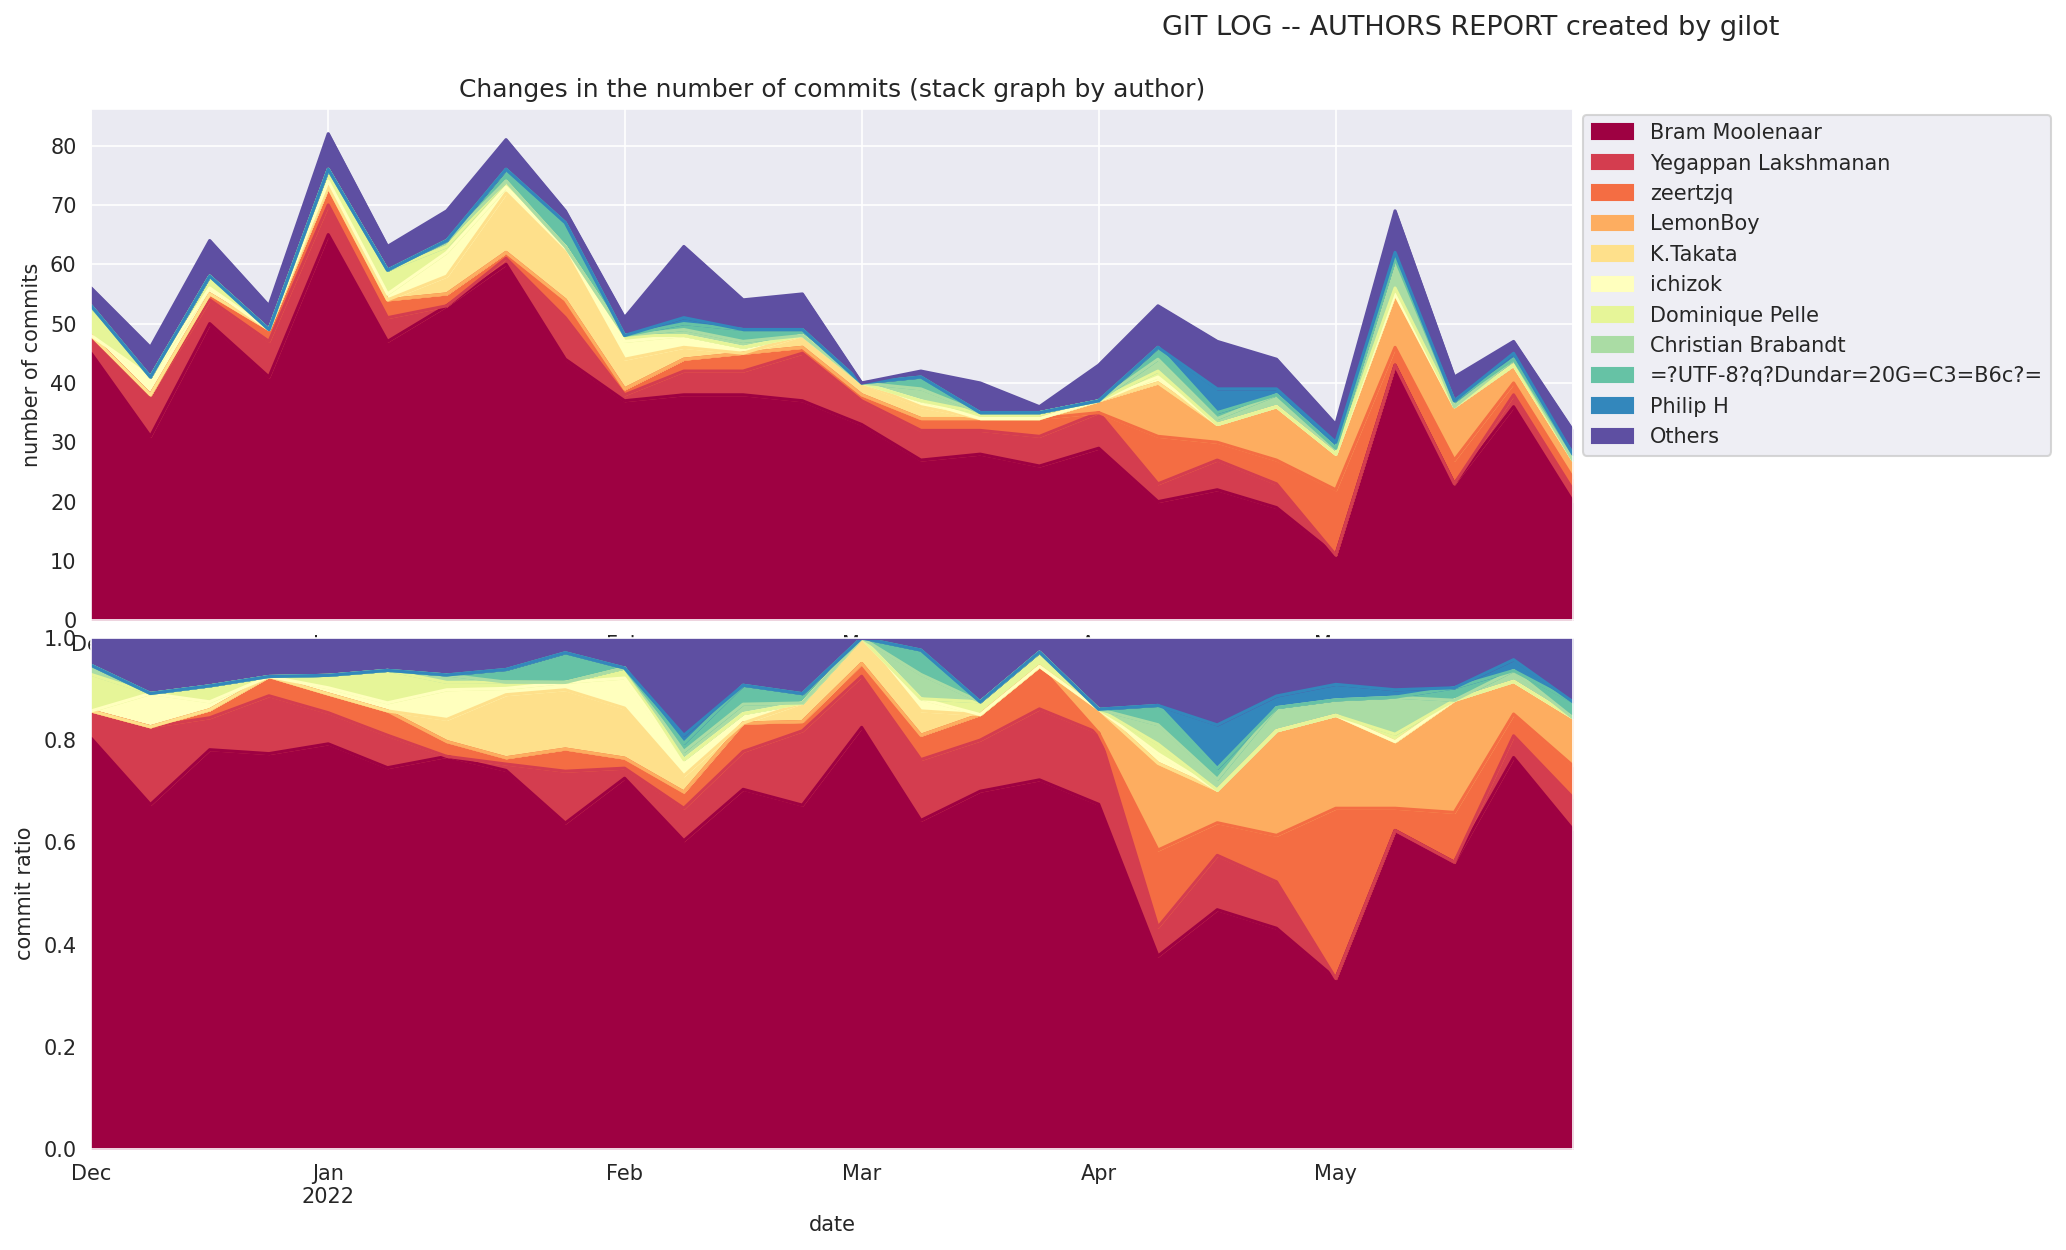 GIT LOG -- AUTHORS REPORT created by gilot
Changes in the number of commits (stack graph by author)
number of commits
80
70
60
50
40
30
20
10
0
Bram Moolenaar
Yegappan Lakshmanan
zeertzjq
LemonBoy
K.Takata
ichizok
Dominique Pelle
Christian Brabandt
=?UTF-8?q?Dundar=20G=C3=B6c?=
Philip H
Others
commit ratio
1.0
0.8
0.6
0.4
0.2
0.0
Dec Jan Feb Mar Apr May
2022
date